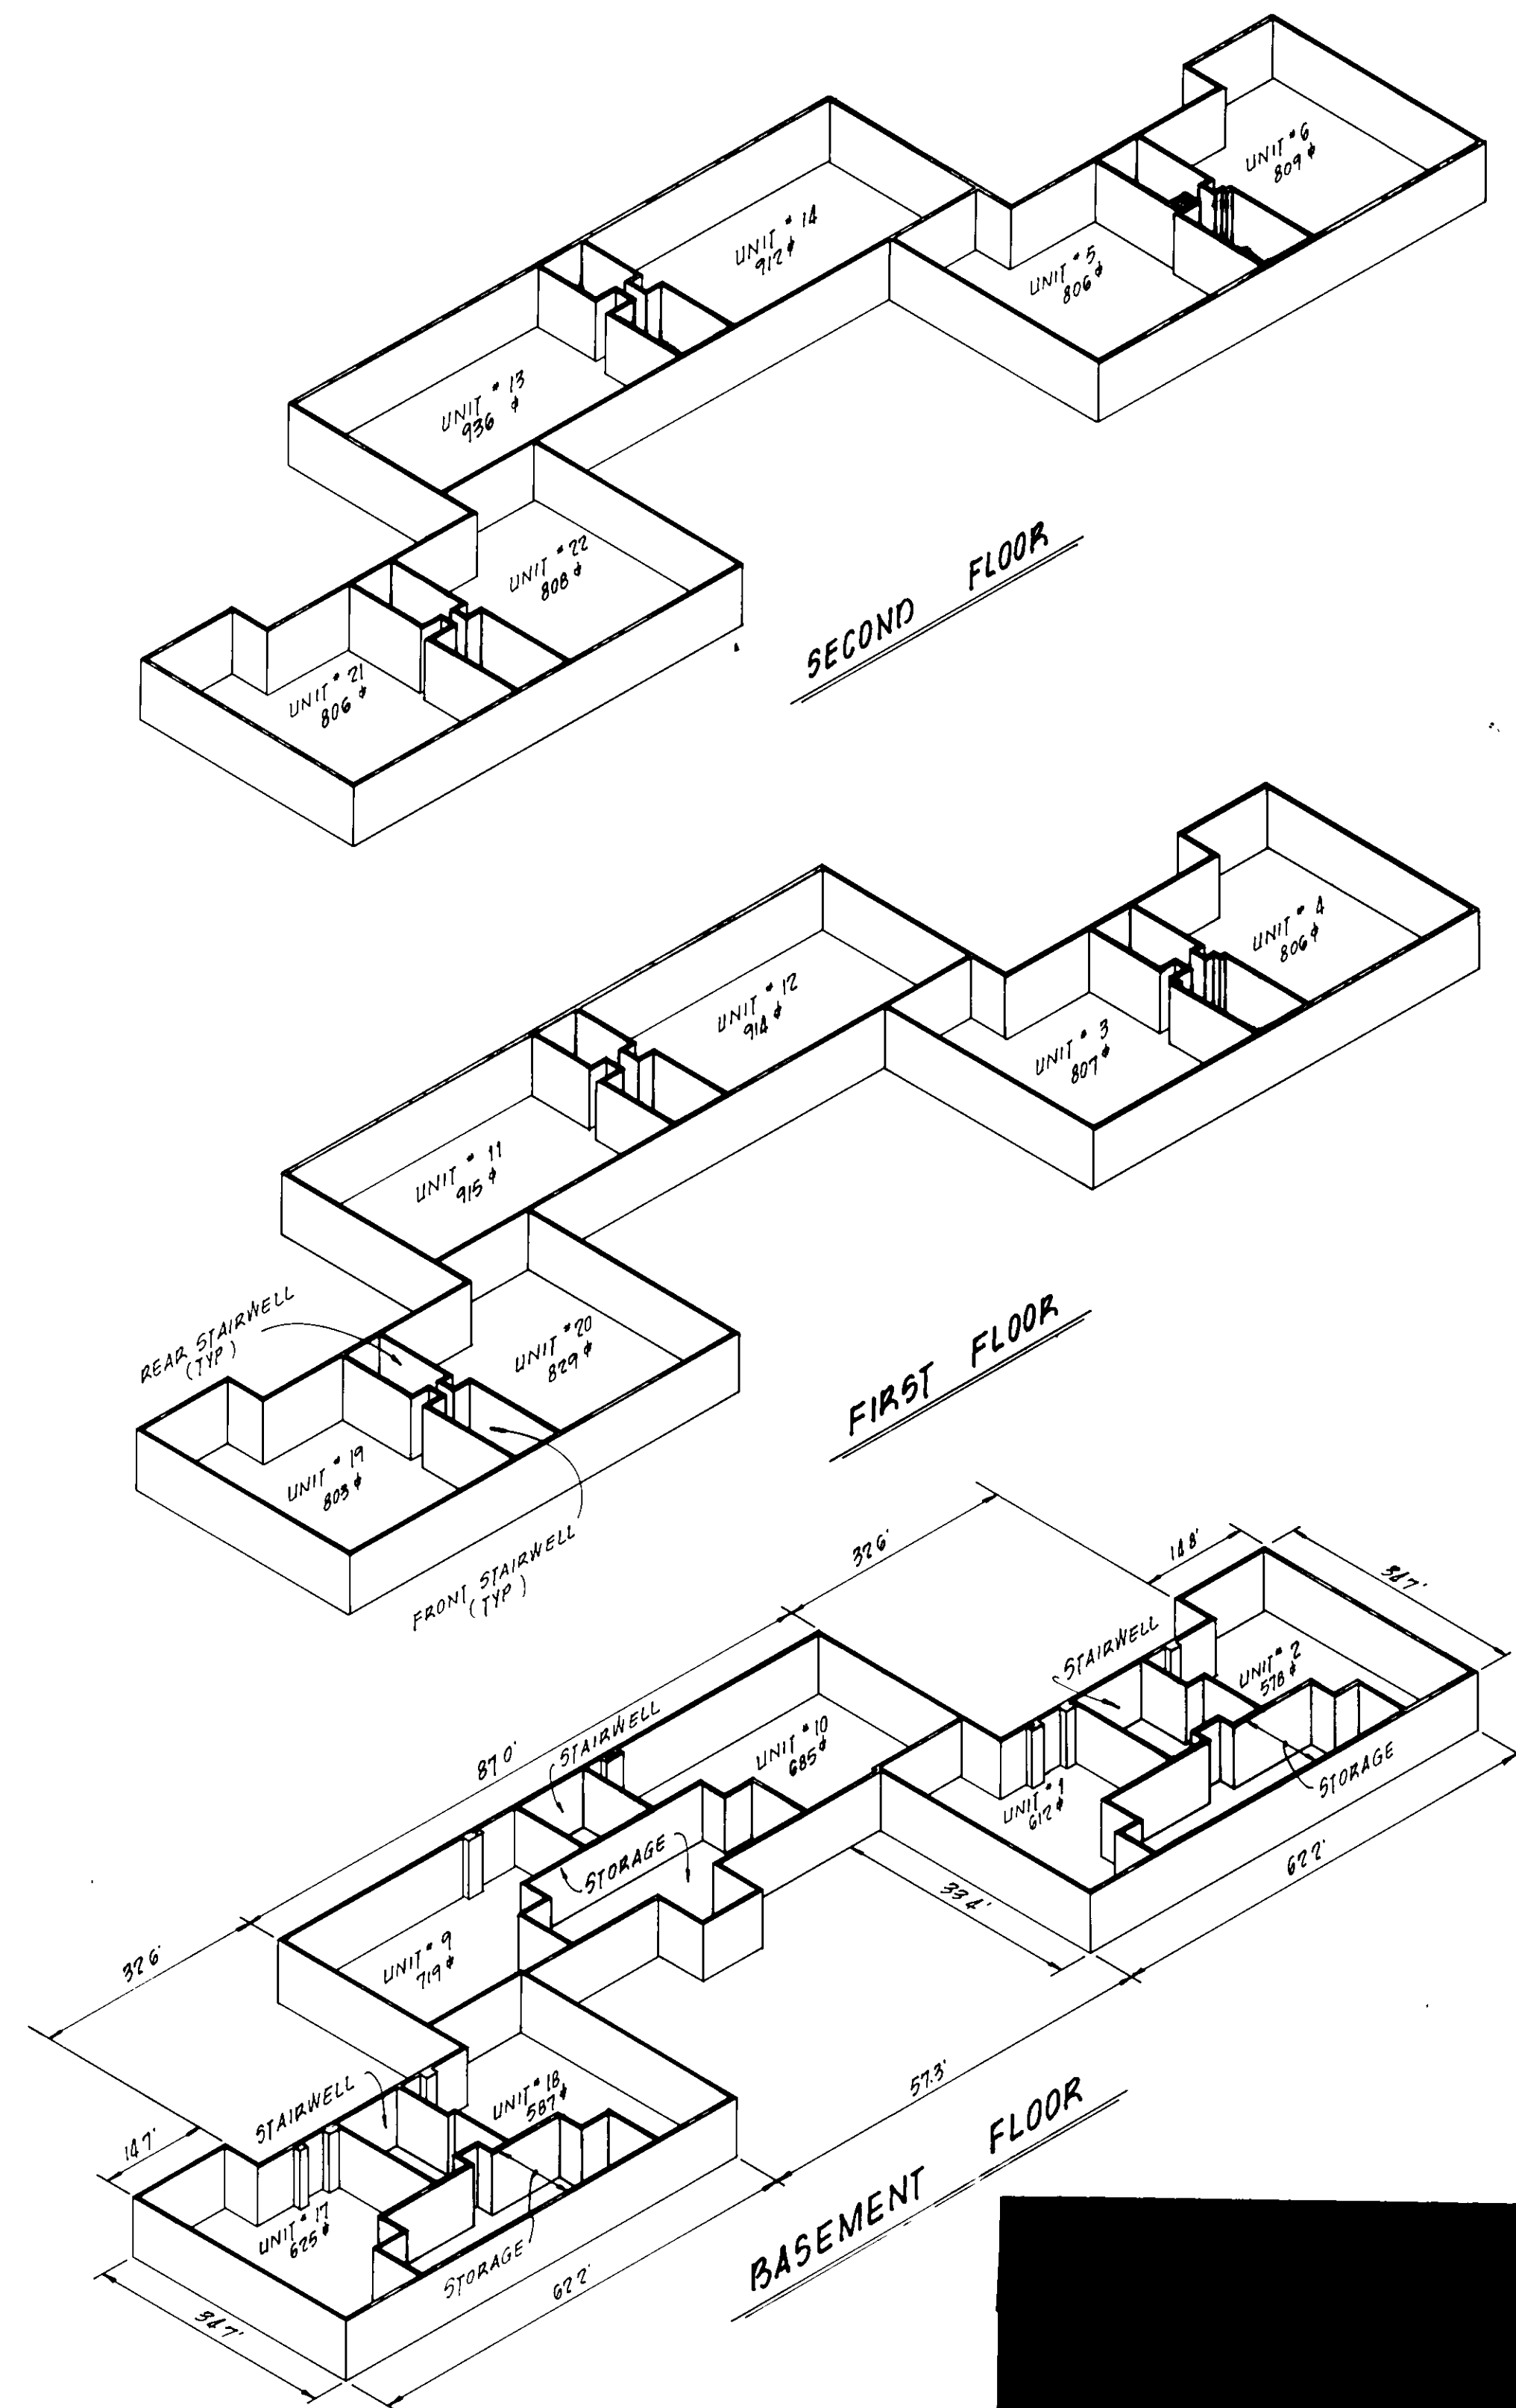 UNIT # 6
809 ⌽
UNIT # 14
912 ⌽
UNIT # 5
806 ⌽
UNIT # 13
936 ⌽
UNIT # 22
808 ⌽
UNIT # 21
806 ⌽
SECOND FLOOR
UNIT # 4
806 ⌽
UNIT # 12
914 ⌽
UNIT # 3
807 ⌽
UNIT # 11
915 ⌽
REAR STAIRWELL
(TYP)
UNIT # 20
829 ⌽
UNIT # 19
803 ⌽
FRONT STAIRWELL
(TYP)
FIRST FLOOR
32.6'
14.8'
34.7'
STAIRWELL
UNIT # 2
578 ⌽
87.0'
STAIRWELL
UNIT # 10
685 ⌽
STORAGE
UNIT # 1
612 ⌽
STORAGE
62.2'
33.4'
32.6'
UNIT # 9
719 ⌽
57.3'
STAIRWELL
UNIT # 18
587 ⌽
14.7'
UNIT # 17
625 ⌽
STORAGE
62.2'
34.7'
BASEMENT FLOOR